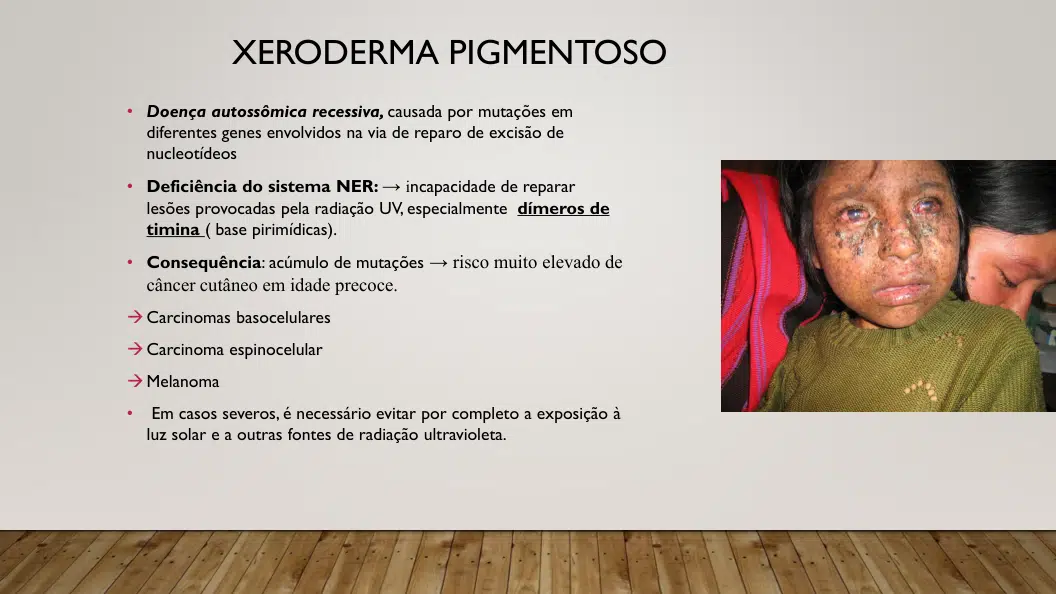 XERODERMA PIGMENTOSO
• Doença autossômica recessiva, causada por mutações em
diferentes genes envolvidos na via de reparo de excisão de
nucleotídeos
• Deficiência do sistema NER: → incapacidade de reparar
lesões provocadas pela radiação UV, especialmente dímeros de
timina ( base pirimídicas).
• Consequência: acúmulo de mutações → risco muito elevado de
câncer cutâneo em idade precoce.
→ Carcinomas basocelulares
→ Carcinoma espinocelular
→ Melanoma
• Em casos severos, é necessário evitar por completo a exposição à
luz solar e a outras fontes de radiação ultravioleta.